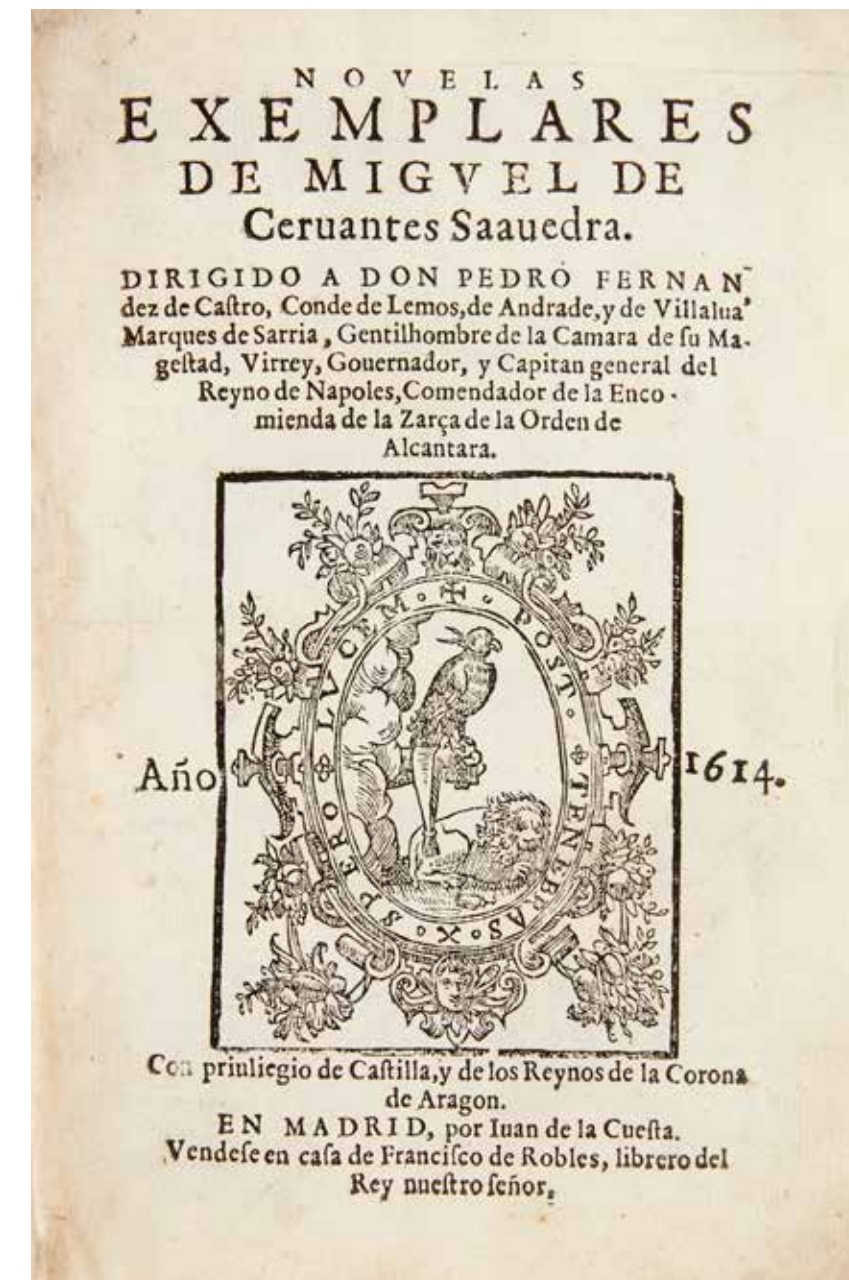 NOVELAS
EXEMPLARES
DE MIGVEL DE
Ceruantes Saauedra.
DIRIGIDO A DON PEDRO FERNAN‾
dez de Caſtro, Conde de Lemos, de Andrade, y de Villalua'
Marques de Sarria, Gentilhombre de la Camara de ſu Ma-
geſtad, Virrey, Gouernador, y Capitan general del
Reyno de Napoles, Comendador de la Enco-
mienda de la Zarça de la Orden de
Alcantara.
POST TENEBRAS SPERO LVCEM
Año 1614.
Con priuliegio de Caſtilla, y de los Reynos de la Corona
de Aragon.
EN MADRID, por Iuan de la Cueſta.
Vendeſe en caſa de Franciſco de Robles, librero del
Rey nueſtro ſeñor.